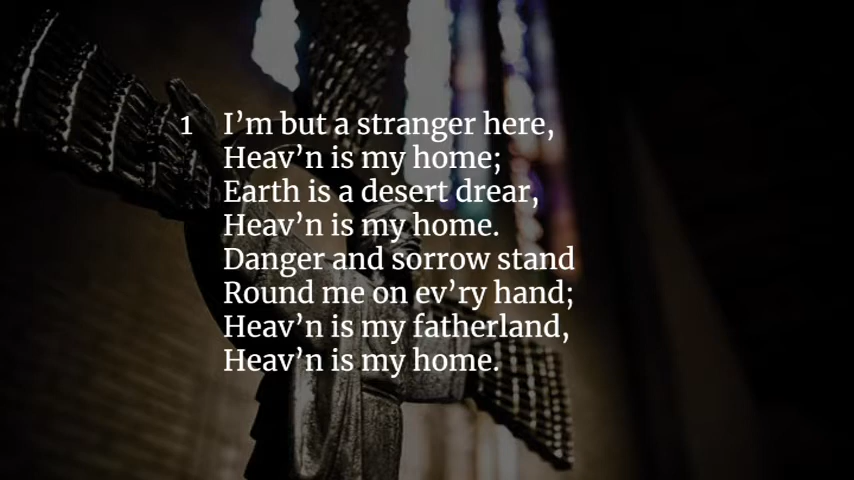 1 I’m but a stranger here,
Heav’n is my home;
Earth is a desert drear,
Heav’n is my home.
Danger and sorrow stand
Round me on ev’ry hand;
Heav’n is my fatherland,
Heav’n is my home.